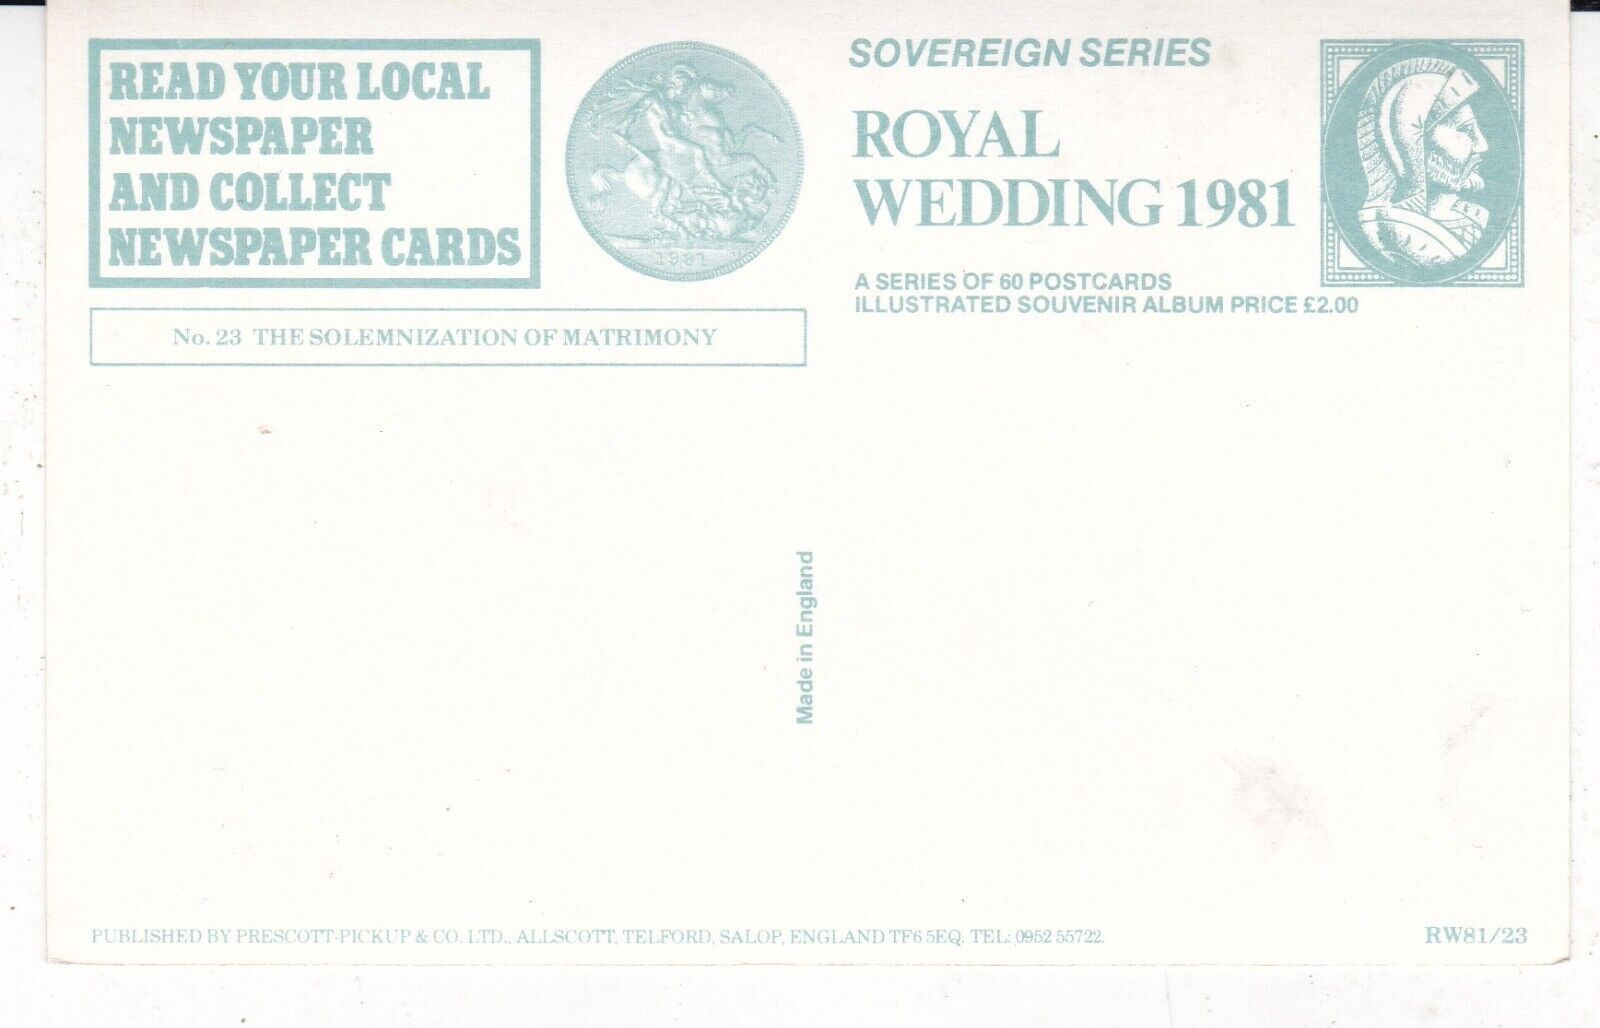 READ YOUR LOCAL
NEWSPAPER
AND COLLECT
NEWSPAPER CARDS
1981
No. 23 THE SOLEMNIZATION OF MATRIMONY
SOVEREIGN SERIES
ROYAL
WEDDING 1981
A SERIES OF 60 POSTCARDS
ILLUSTRATED SOUVENIR ALBUM PRICE £2.00
Made in England
PUBLISHED BY PRESCOTT-PICKUP & CO. LTD., ALLSCOTT, TELFORD, SALOP, ENGLAND TF6 5EQ. TEL: 0952 55722.
RW81/23